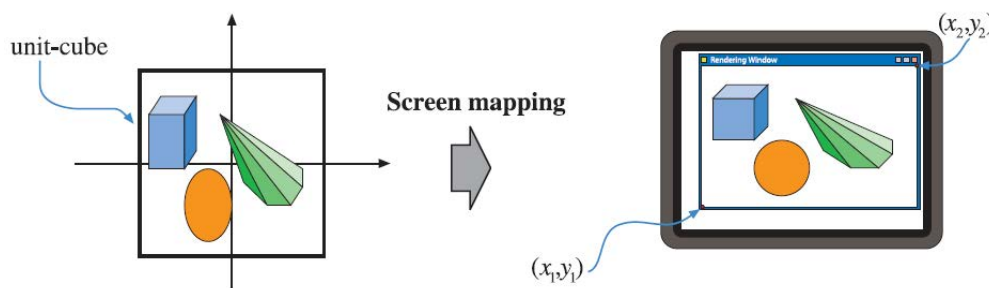 unit-cube
Screen mapping
(x₂,y₂)
Rendering Window
(x₁,y₁)